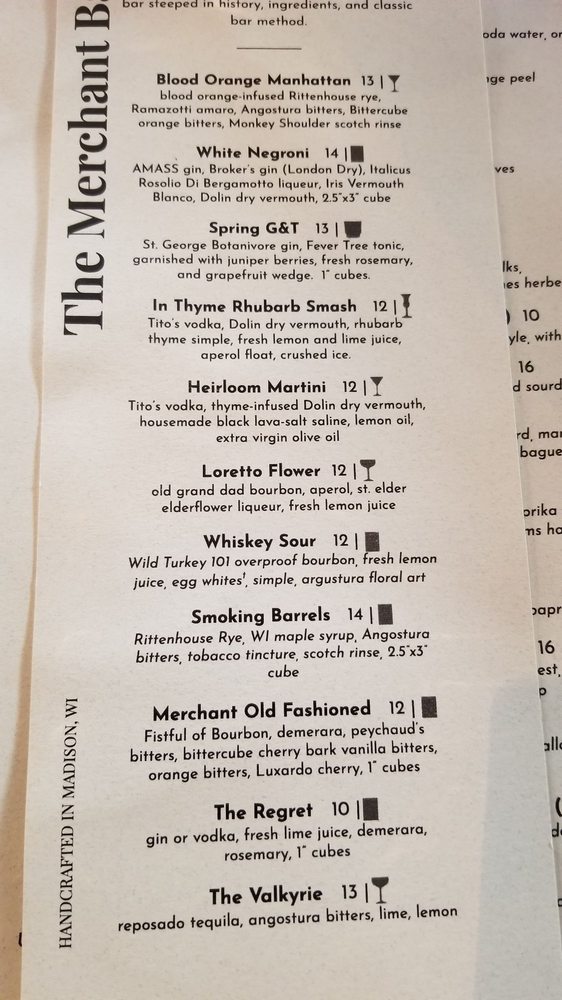 bar steeped in history, ingredients, and classic
bar method.
The Merchant Ba
Blood Orange Manhattan 13 |
blood orange-infused Rittenhouse rye,
Ramazotti amaro, Angostura bitters, Bittercube
orange bitters, Monkey Shoulder scotch rinse
White Negroni 14 |
AMASS gin, Broker's gin (London Dry), Italicus
Rosolio Di Bergamotto liqueur, Iris Vermouth
Blanco, Dolin dry vermouth, 2.5"x3" cube
Spring G&T 13 |
St. George Botanivore gin, Fever Tree tonic,
garnished with juniper berries, fresh rosemary,
and grapefruit wedge. 1" cubes.
In Thyme Rhubarb Smash 12 |
Tito's vodka, Dolin dry vermouth, rhubarb
thyme simple, fresh lemon and lime juice,
aperol float, crushed ice.
Heirloom Martini 12 |
Tito's vodka, thyme-infused Dolin dry vermouth,
housemade black lava-salt saline, lemon oil,
extra virgin olive oil
Loretto Flower 12 |
old grand dad bourbon, aperol, st. elder
elderflower liqueur, fresh lemon juice
Whiskey Sour 12 |
Wild Turkey 101 overproof bourbon, fresh lemon
juice, egg whites', simple, argustura floral art
Smoking Barrels 14 |
Rittenhouse Rye, WI maple syrup, Angostura
bitters, tobacco tincture, scotch rinse, 2.5"x3"
cube
Merchant Old Fashioned 12 |
Fistful of Bourbon, demerara, peychaud's
bitters, bittercube cherry bark vanilla bitters,
orange bitters, Luxardo cherry, 1" cubes
The Regret 10 |
gin or vodka, fresh lime juice, demerara,
rosemary, 1" cubes
The Valkyrie 13 |
reposado tequila, angostura bitters, lime, lemon
HANDCRAFTED IN MADISON, WI
oda water, or
nge peel
ves
lks,
es herbe
) 10
yle, with
16
d sourd
rd, mar
bague
orika
ms ha
papr
16
est,